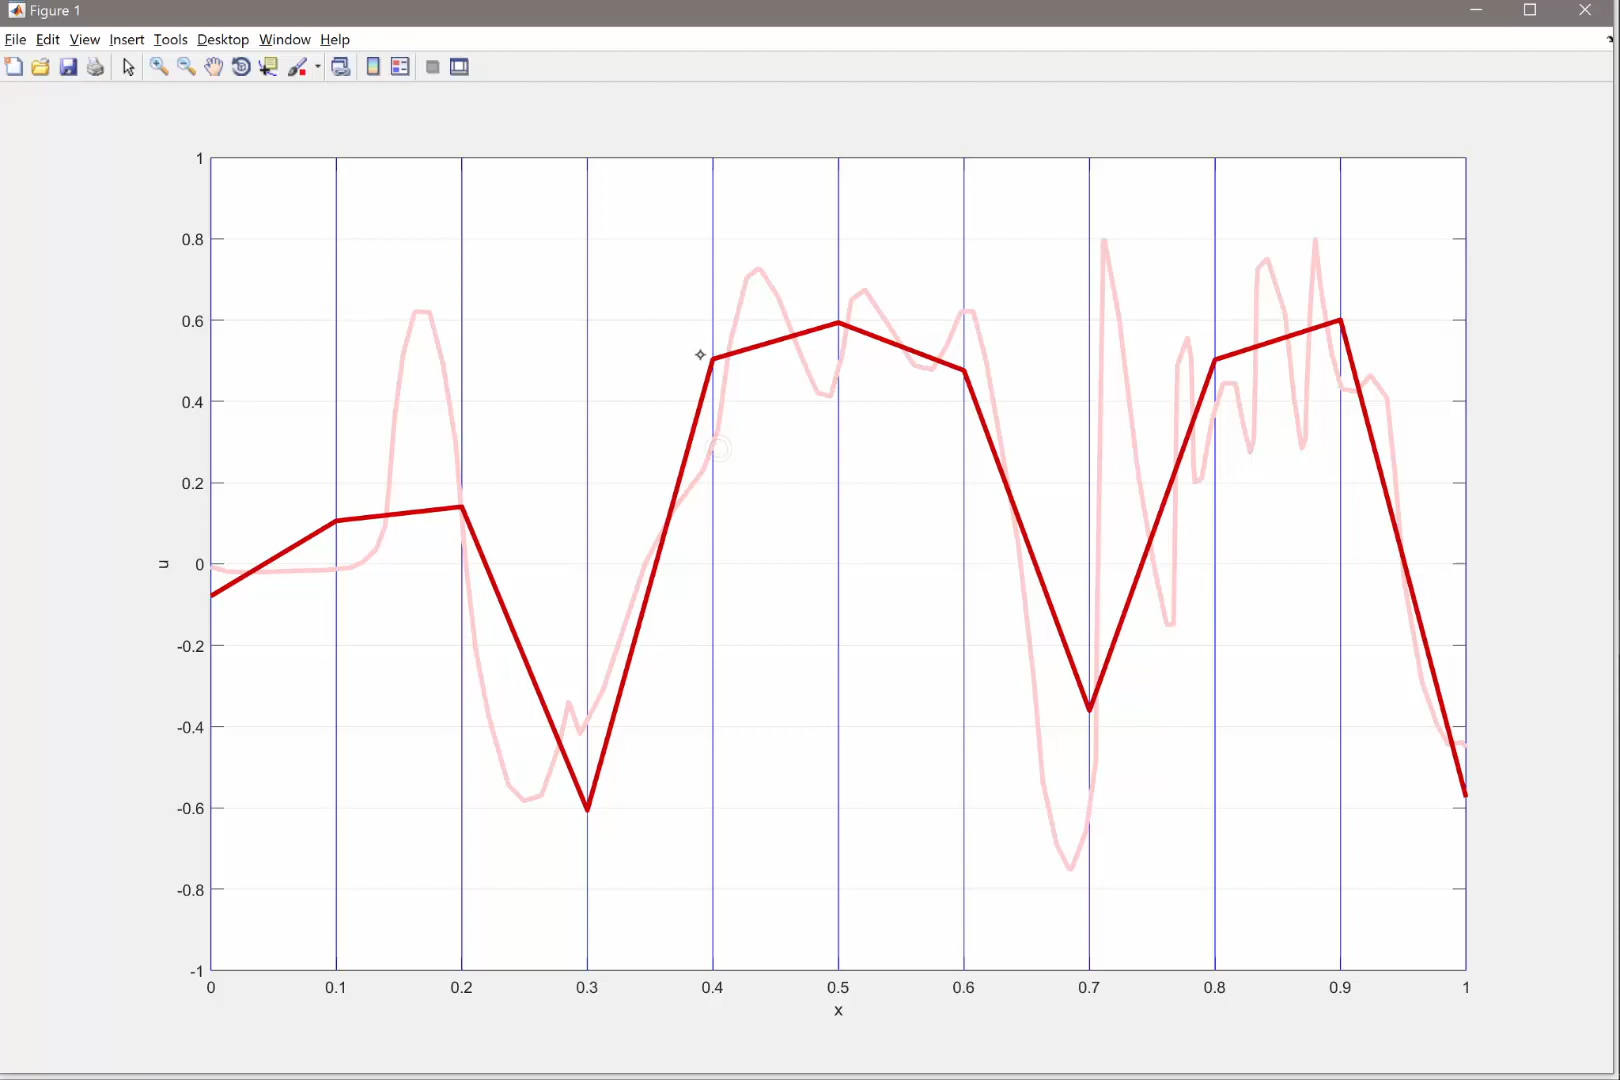 Figure 1
File Edit View Insert Tools Desktop Window Help
1
0.8
0.6
0.4
0.2
0
-0.2
-0.4
-0.6
-0.8
-1
u
0 0.1 0.2 0.3 0.4 0.5 0.6 0.7 0.8 0.9 1
x